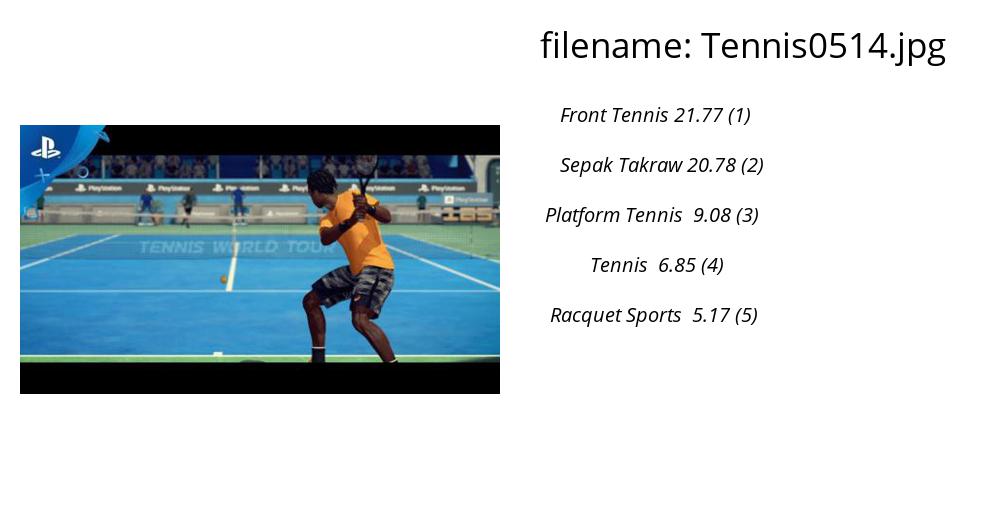 filename: Tennis0514.jpg
Front Tennis 21.77 (1)
Sepak Takraw 20.78 (2)
Platform Tennis 9.08 (3)
Tennis 6.85 (4)
Racquet Sports 5.17 (5)
PlayStation PlayStation PlayStation PlayStation PlayStation
PlayStation
TENNIS WORLD TOUR